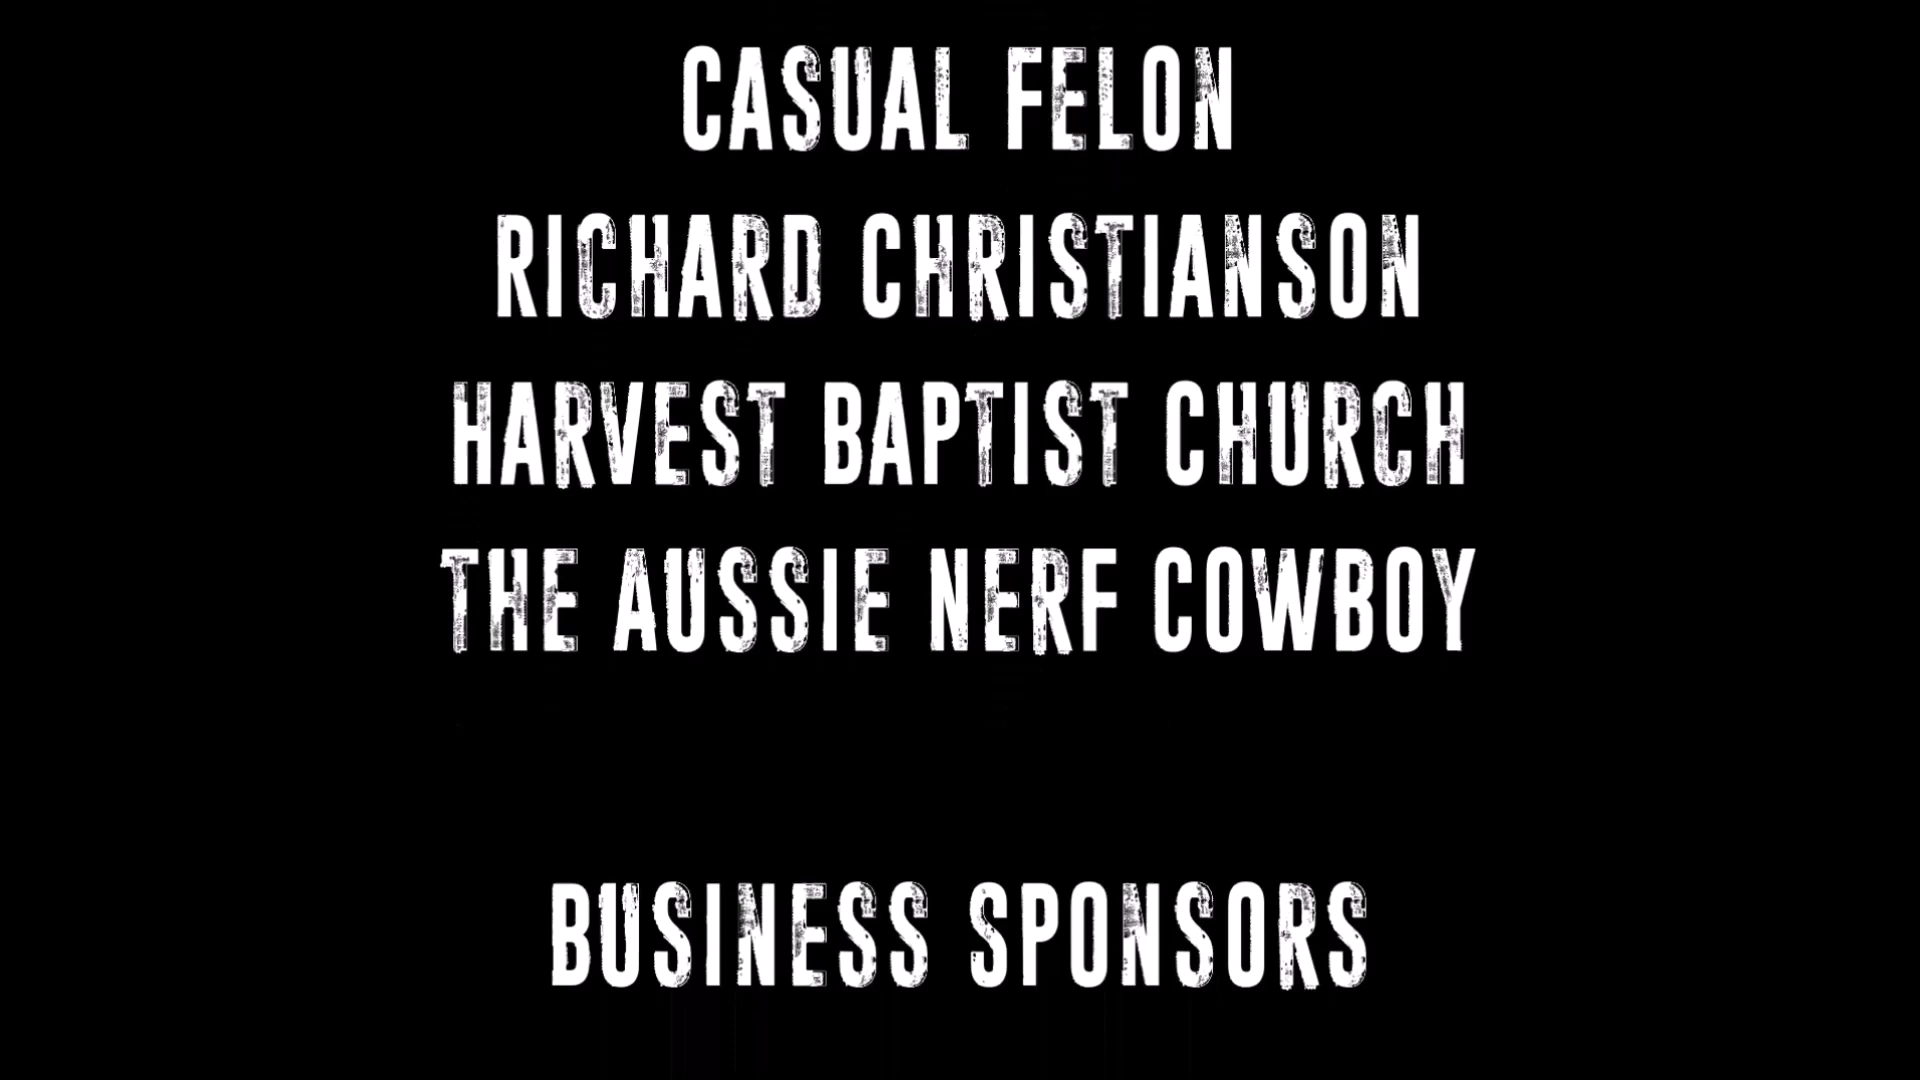 CASUAL FELON
RICHARD CHRISTIANSON
HARVEST BAPTIST CHURCH
THE AUSSIE NERF COWBOY
BUSINESS SPONSORS